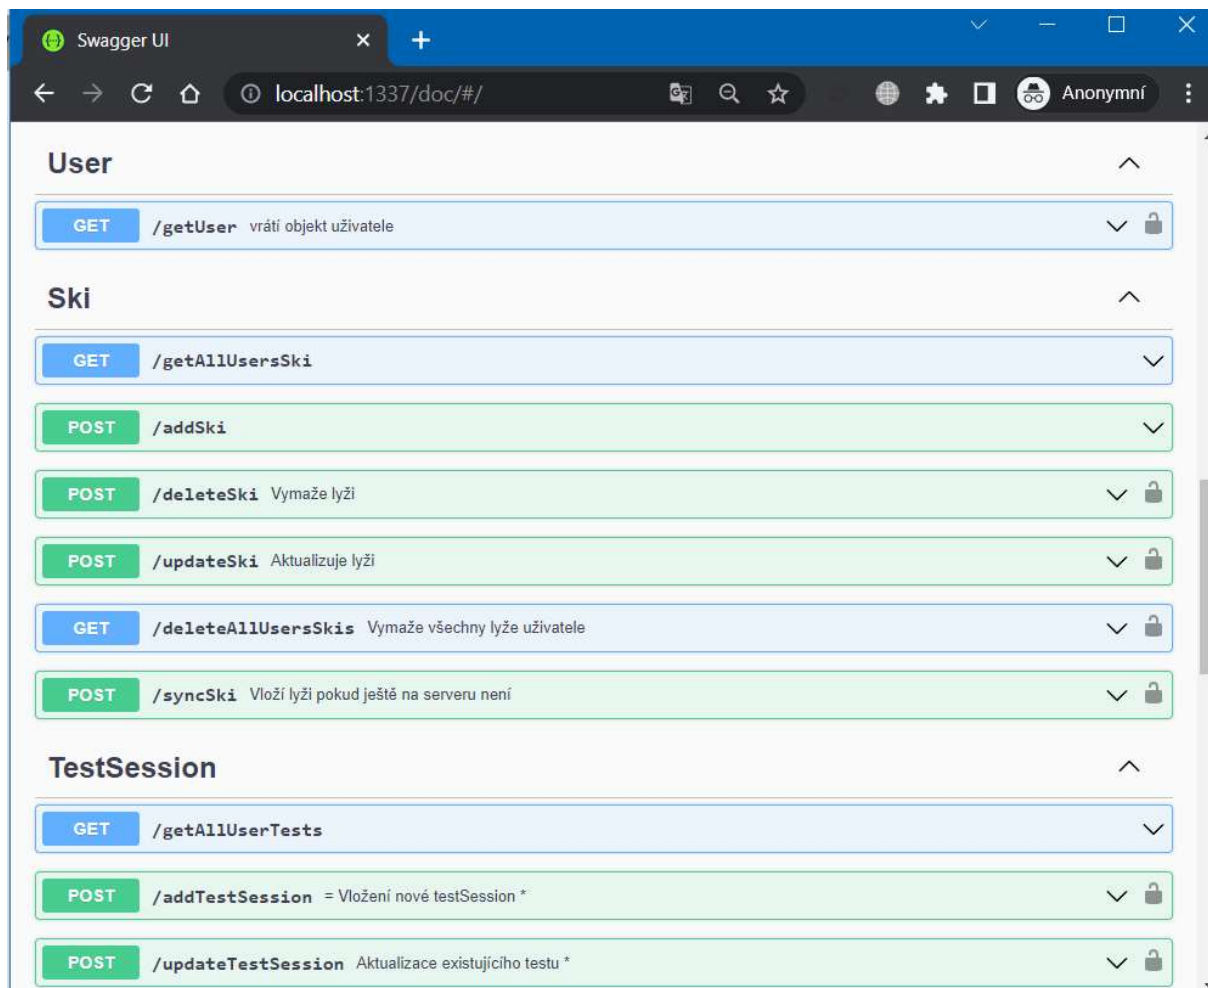 Swagger UI
localhost:1337/doc/#/
Anonymní
User
GET /getUser vrátí objekt uživatele
Ski
GET /getAllUsersSki
POST /addSki
POST /deleteSki Vymaže lyži
POST /updateSki Aktualizuje lyži
GET /deleteAllUsersSkis Vymaže všechny lyže uživatele
POST /syncSki Vloží lyži pokud ještě na serveru není
TestSession
GET /getAllUserTests
POST /addTestSession = Vložení nové testSession *
POST /updateTestSession Aktualizace existujícího testu *